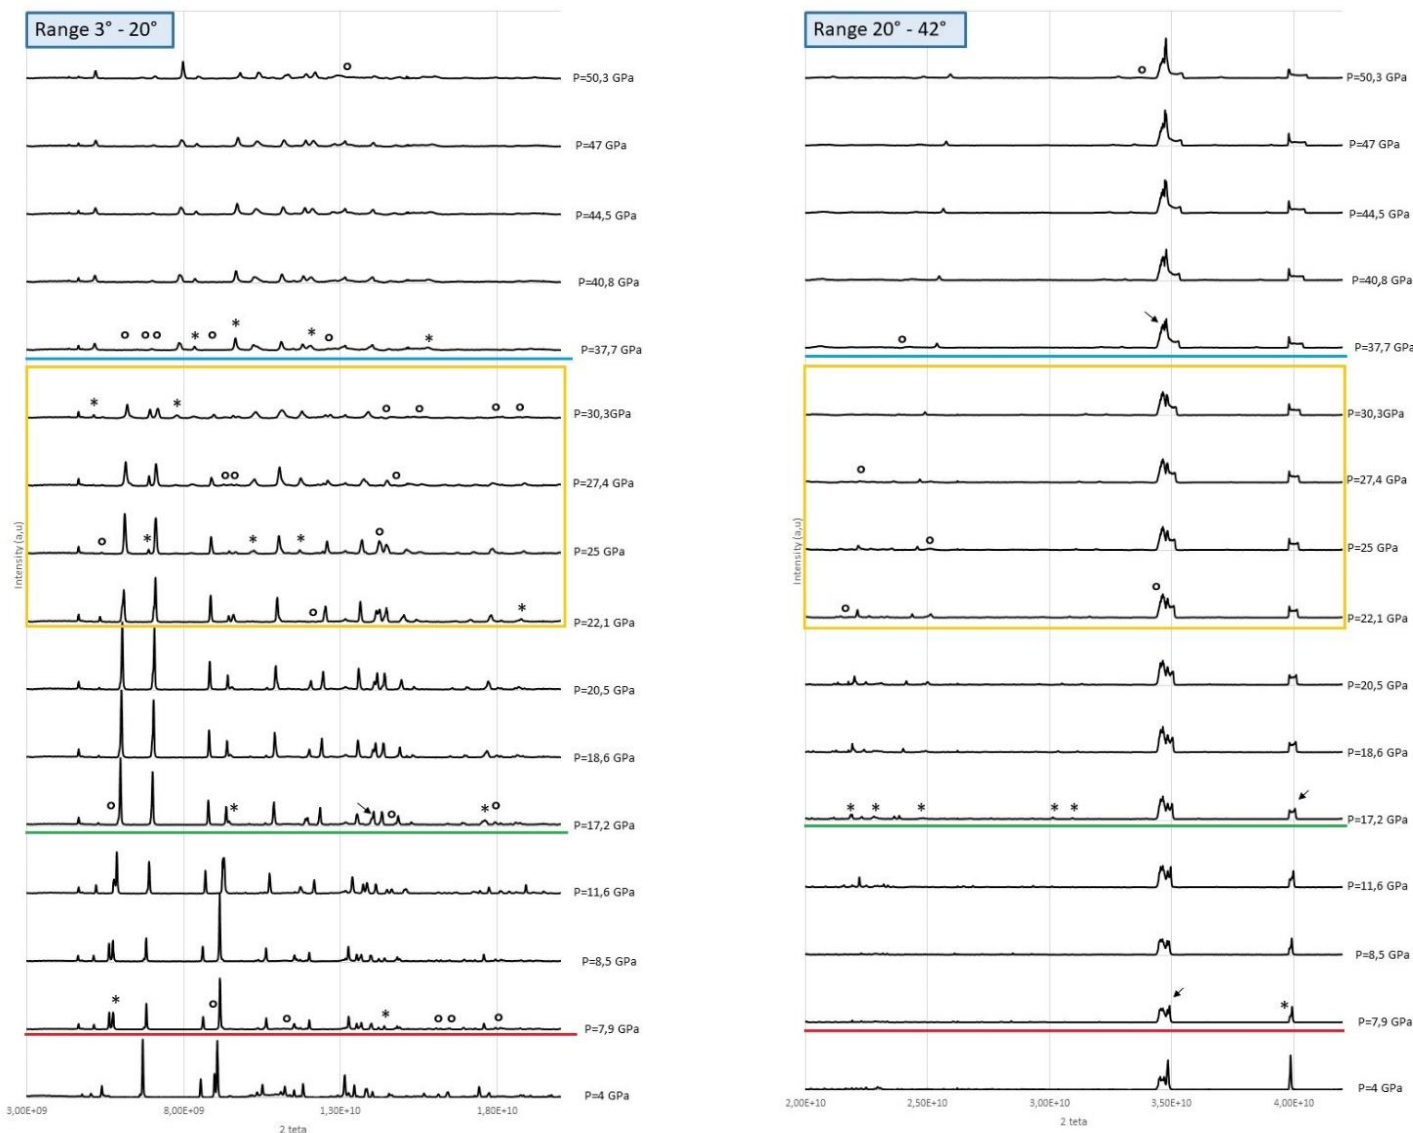 Range 3° - 20°
P=50,3 GPa
P=47 GPa
P=44,5 GPa
P=40,8 GPa
P=37,7 GPa
P=30,3GPa
P=27,4 GPa
P=25 GPa
P=22,1 GPa
P=20,5 GPa
P=18,6 GPa
P=17,2 GPa
P=11,6 GPa
P=8,5 GPa
P=7,9 GPa
P=4 GPa
Intensity (a,u)
3,00E+09 8,00E+09 1,30E+10 1,80E+10
2 teta
Range 20° - 42°
P=50,3 GPa
P=47 GPa
P=44,5 GPa
P=40,8 GPa
P=37,7 GPa
P=30,3GPa
P=27,4 GPa
P=25 GPa
P=22,1 GPa
P=20,5 GPa
P=18,6 GPa
P=17,2 GPa
P=11,6 GPa
P=8,5 GPa
P=7,9 GPa
P=4 GPa
Intensity (a,u)
2,00E+10 2,50E+10 3,00E+10 3,50E+10 4,00E+10
2 teta